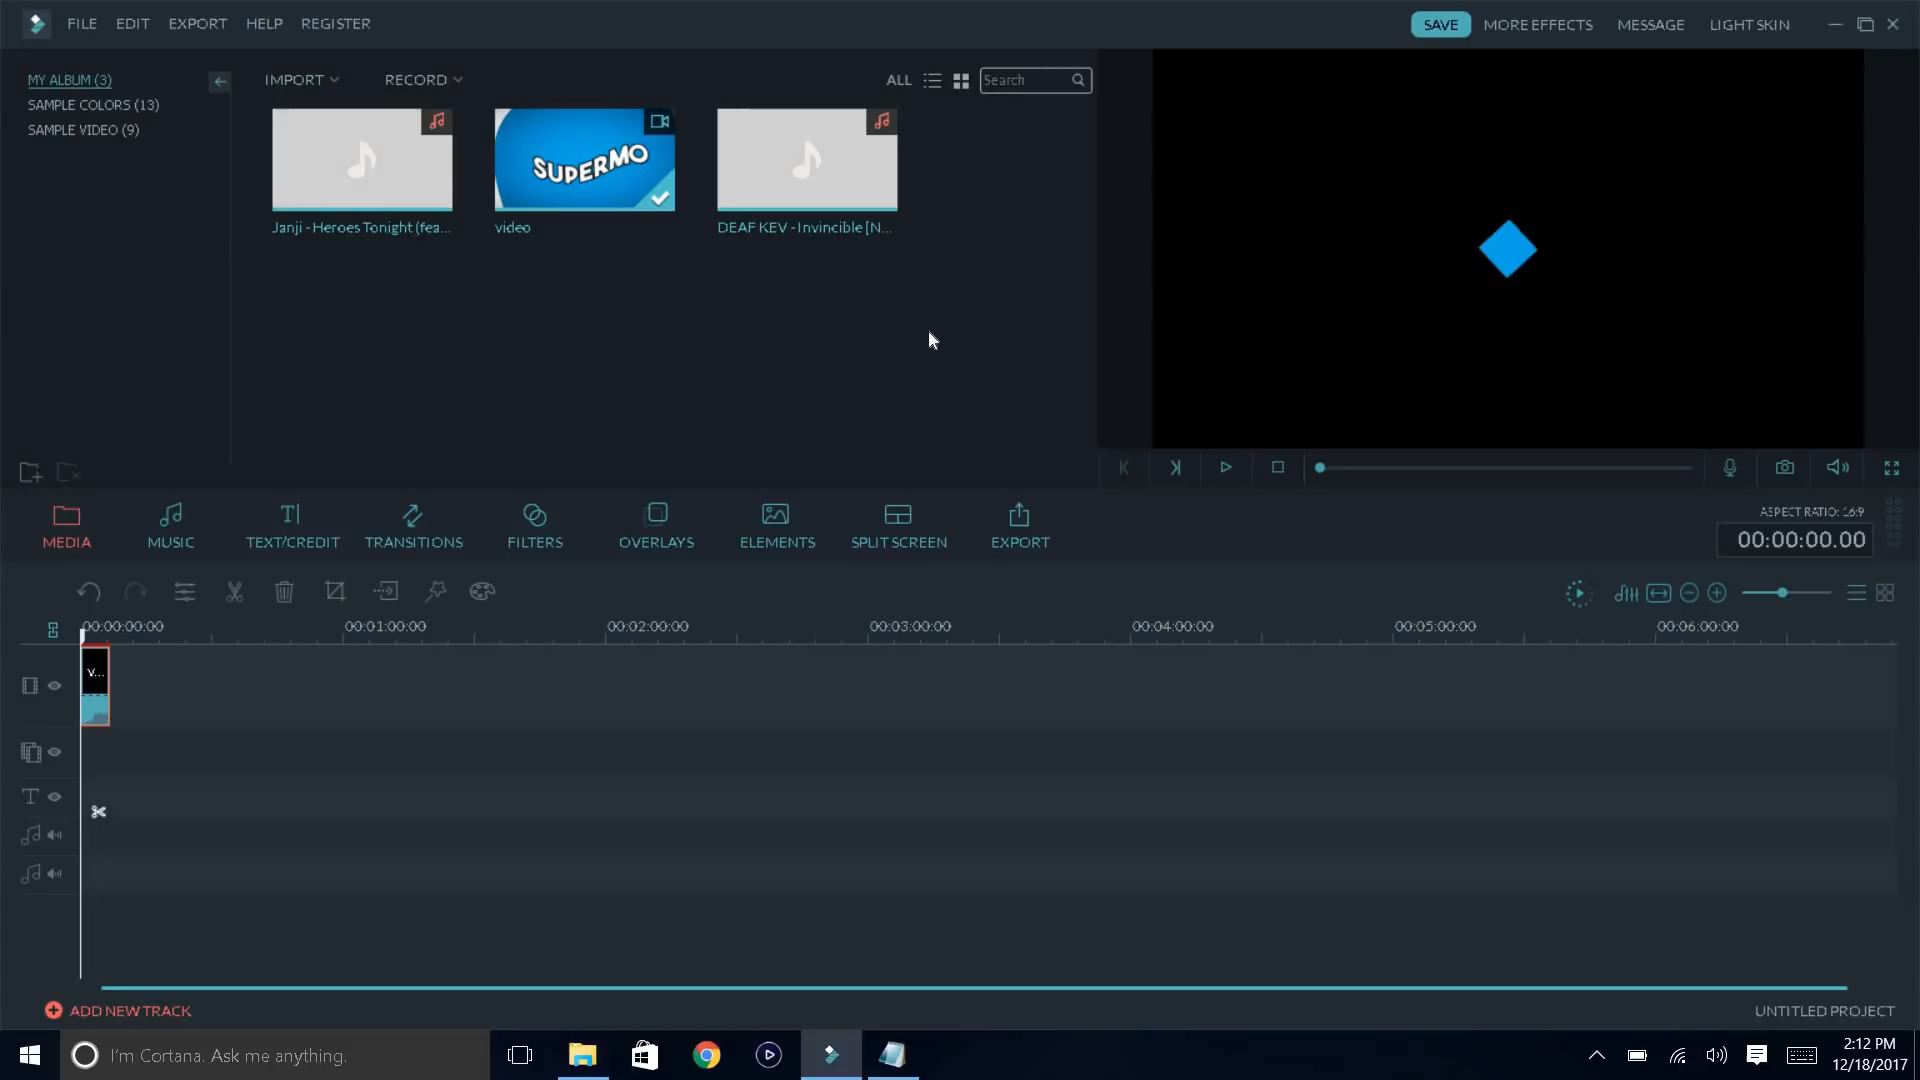 FILE EDIT EXPORT HELP REGISTER
SAVE MORE EFFECTS MESSAGE LIGHT SKIN
MY ALBUM (3)
SAMPLE COLORS (13)
SAMPLE VIDEO (9)
IMPORT RECORD ALL Search
SUPERMO
Janji - Heroes Tonight (fea...
video
DEAF KEV - Invincible [N...
MEDIA MUSIC TEXT/CREDIT TRANSITIONS FILTERS OVERLAYS ELEMENTS SPLIT SCREEN EXPORT
ASPECT RATIO: 16:9
00:00:00.00
00:00:00:00 00:01:00:00 00:02:00:00 00:03:00:00 00:04:00:00 00:05:00:00 00:06:00:00
V...
ADD NEW TRACK
UNTITLED PROJECT
I'm Cortana. Ask me anything.
2:12 PM
12/18/2017